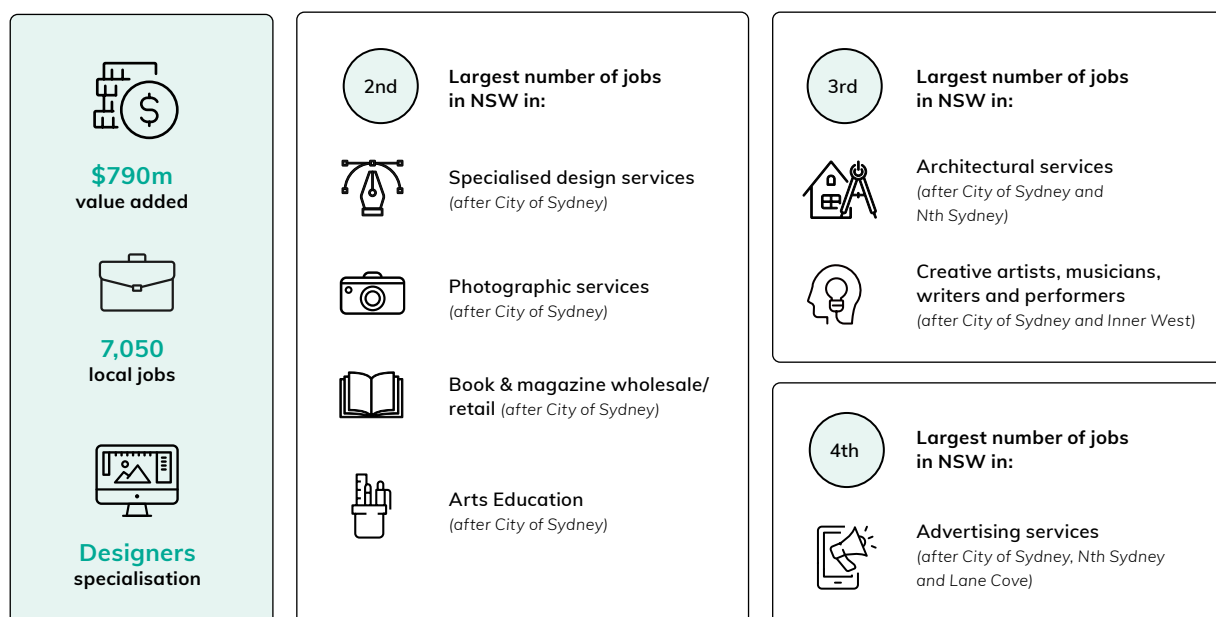 $790m
value added
7,050
local jobs
Designers
specialisation
2nd
Largest number of jobs
in NSW in:
Specialised design services
(after City of Sydney)
Photographic services
(after City of Sydney)
Book & magazine wholesale/
retail (after City of Sydney)
Arts Education
(after City of Sydney)
3rd
Largest number of jobs
in NSW in:
Architectural services
(after City of Sydney and
Nth Sydney)
Creative artists, musicians,
writers and performers
(after City of Sydney and Inner West)
4th
Largest number of jobs
in NSW in:
Advertising services
(after City of Sydney, Nth Sydney
and Lane Cove)